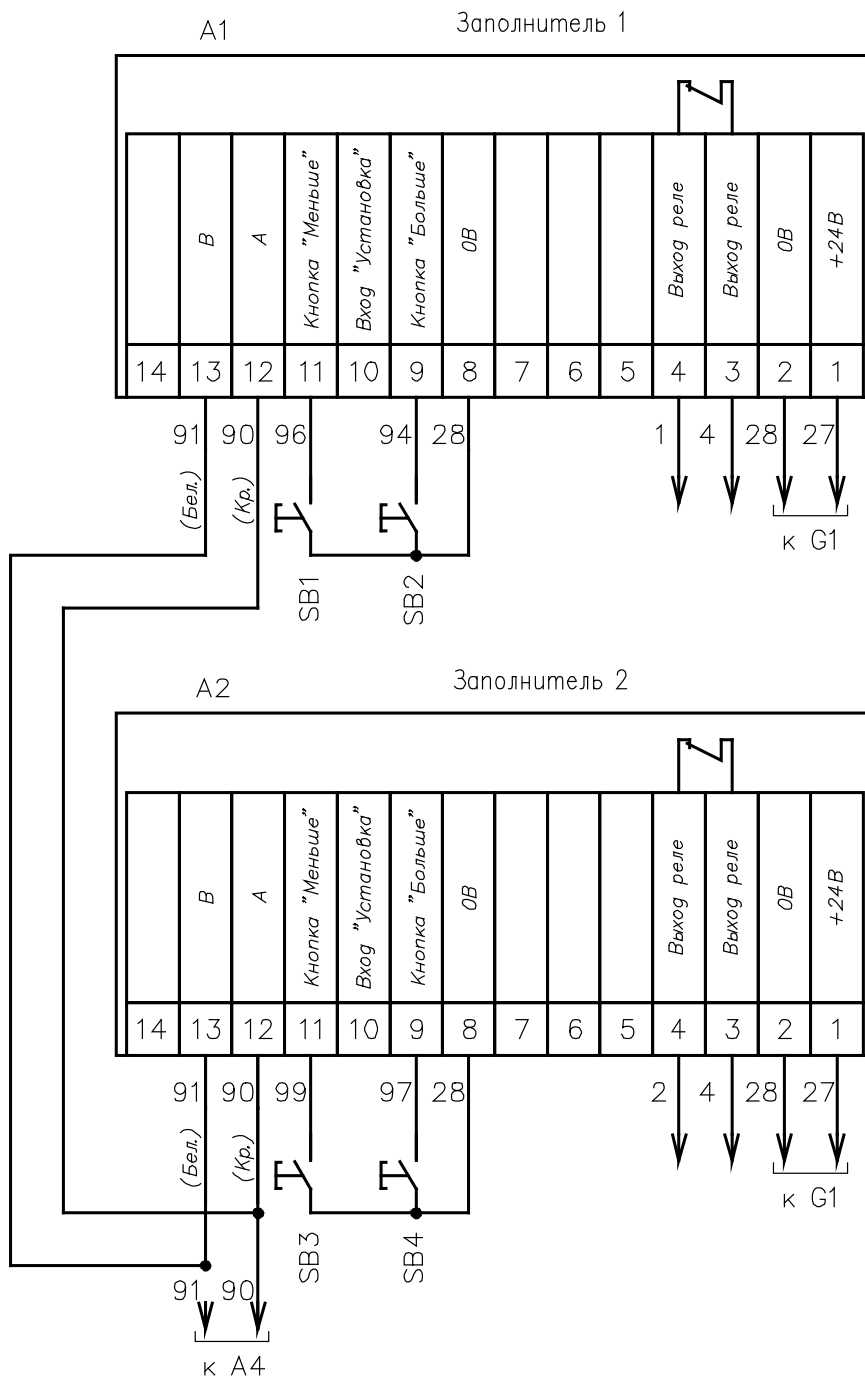 А1
Заполнитель 1
В
А
Кнопка "Меньше"
Вход "Установка"
Кнопка "Больше"
0В
Выход реле
Выход реле
0В
+24В
14 13 12 11 10 9 8 7 6 5 4 3 2 1
91 90 96 94 28 1 4 28 27
(Бел.)
(Кр.)
SB1
SB2
к G1
А2
Заполнитель 2
В
А
Кнопка "Меньше"
Вход "Установка"
Кнопка "Больше"
0В
Выход реле
Выход реле
0В
+24В
14 13 12 11 10 9 8 7 6 5 4 3 2 1
91 90 99 97 28 2 4 28 27
(Бел.)
(Кр.)
SB3
SB4
к G1
91 90
к А4